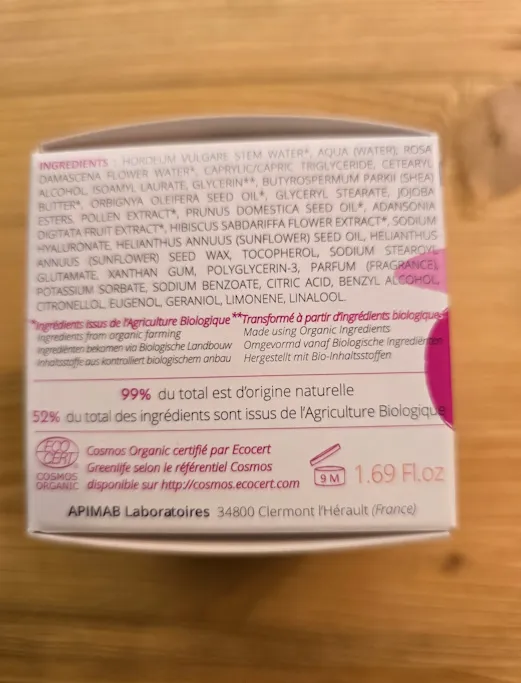 INGREDIENTS : HORDEUM VULGARE STEM WATER*, AQUA (WATER), ROSA
DAMASCENA FLOWER WATER*, CAPRYLIC/CAPRIC TRIGLYCERIDE, CETEARYL
ALCOHOL, ISOAMYL LAURATE, GLYCERIN**, BUTYROSPERMUM PARKII (SHEA)
BUTTER*, ORBIGNYA OLEIFERA SEED OIL*, GLYCERYL STEARATE, JOJOBA
ESTERS, POLLEN EXTRACT*, PRUNUS DOMESTICA SEED OIL*, ADANSONIA
DIGITATA FRUIT EXTRACT*, HIBISCUS SABDARIFFA FLOWER EXTRACT*, SODIUM
HYALURONATE, HELIANTHUS ANNUUS (SUNFLOWER) SEED OIL, HELIANTHUS
ANNUUS (SUNFLOWER) SEED WAX, TOCOPHEROL, SODIUM STEAROYL
GLUTAMATE, XANTHAN GUM, POLYGLYCERIN-3, PARFUM (FRAGRANCE),
POTASSIUM SORBATE, SODIUM BENZOATE, CITRIC ACID, BENZYL ALCOHOL,
CITRONELLOL, EUGENOL, GERANIOL, LIMONENE, LINALOOL.
*Ingrédients issus de l'Agriculture Biologique **Transformé à partir d'ingrédients biologiques
Ingredients from organic farming Made using Organic Ingredients
Ingrediënten bekomen via Biologische Landbouw Omgevormd vanaf Biologische ingrediënten
Inhaltsstoffe aus kontrolliert biologischem anbau Hergestellt mit Bio-Inhaltsstoffen
99% du total est d'origine naturelle
52% du total des ingrédients sont issus de l'Agriculture Biologique
ECO
CERT
COSMOS
ORGANIC
Cosmos Organic certifié par Ecocert
Greenlife selon le référentiel Cosmos
disponible sur http://cosmos.ecocert.com
9 M 1.69 Fl.oz
APIMAB Laboratoires 34800 Clermont l'Hérault (France)